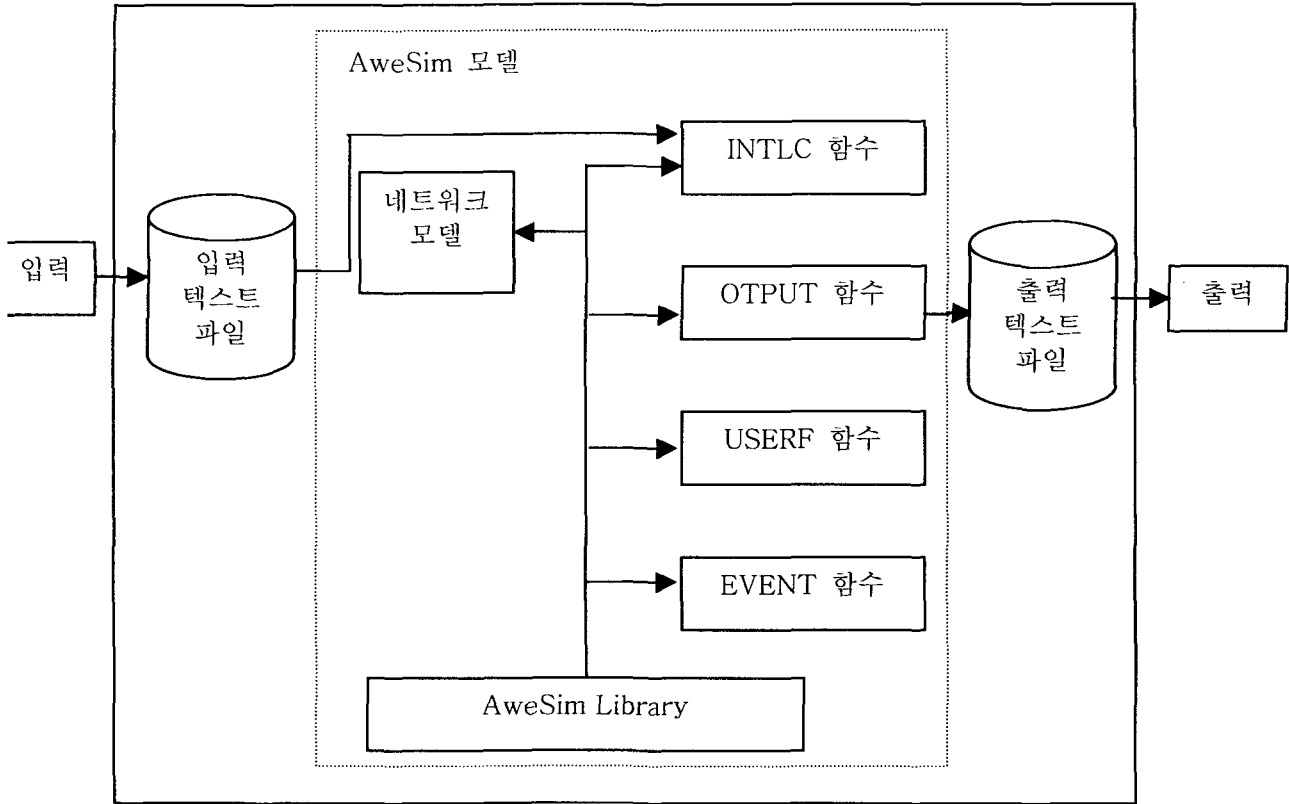 AweSim 모델
INTLC 함수
네트워크
모델
입력
입력
텍스트
파일
OTPUT 함수
출력
텍스트
파일
출력
USERF 함수
EVENT 함수
AweSim Library